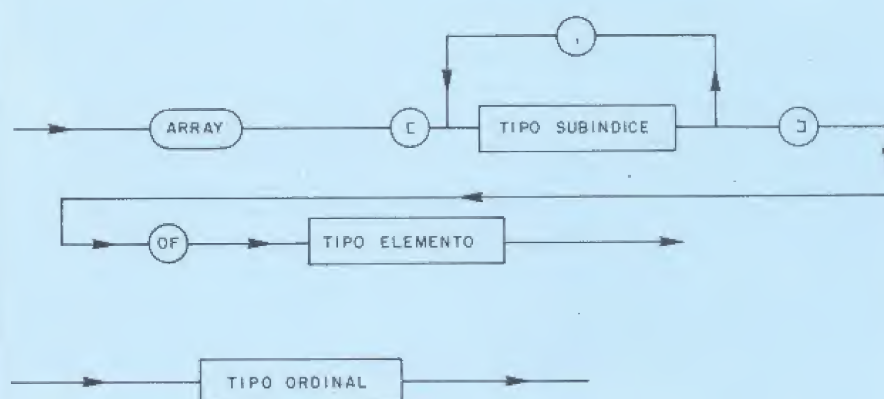 ,
ARRAY [ TIPO SUBINDICE ]
OF TIPO ELEMENTO
TIPO ORDINAL